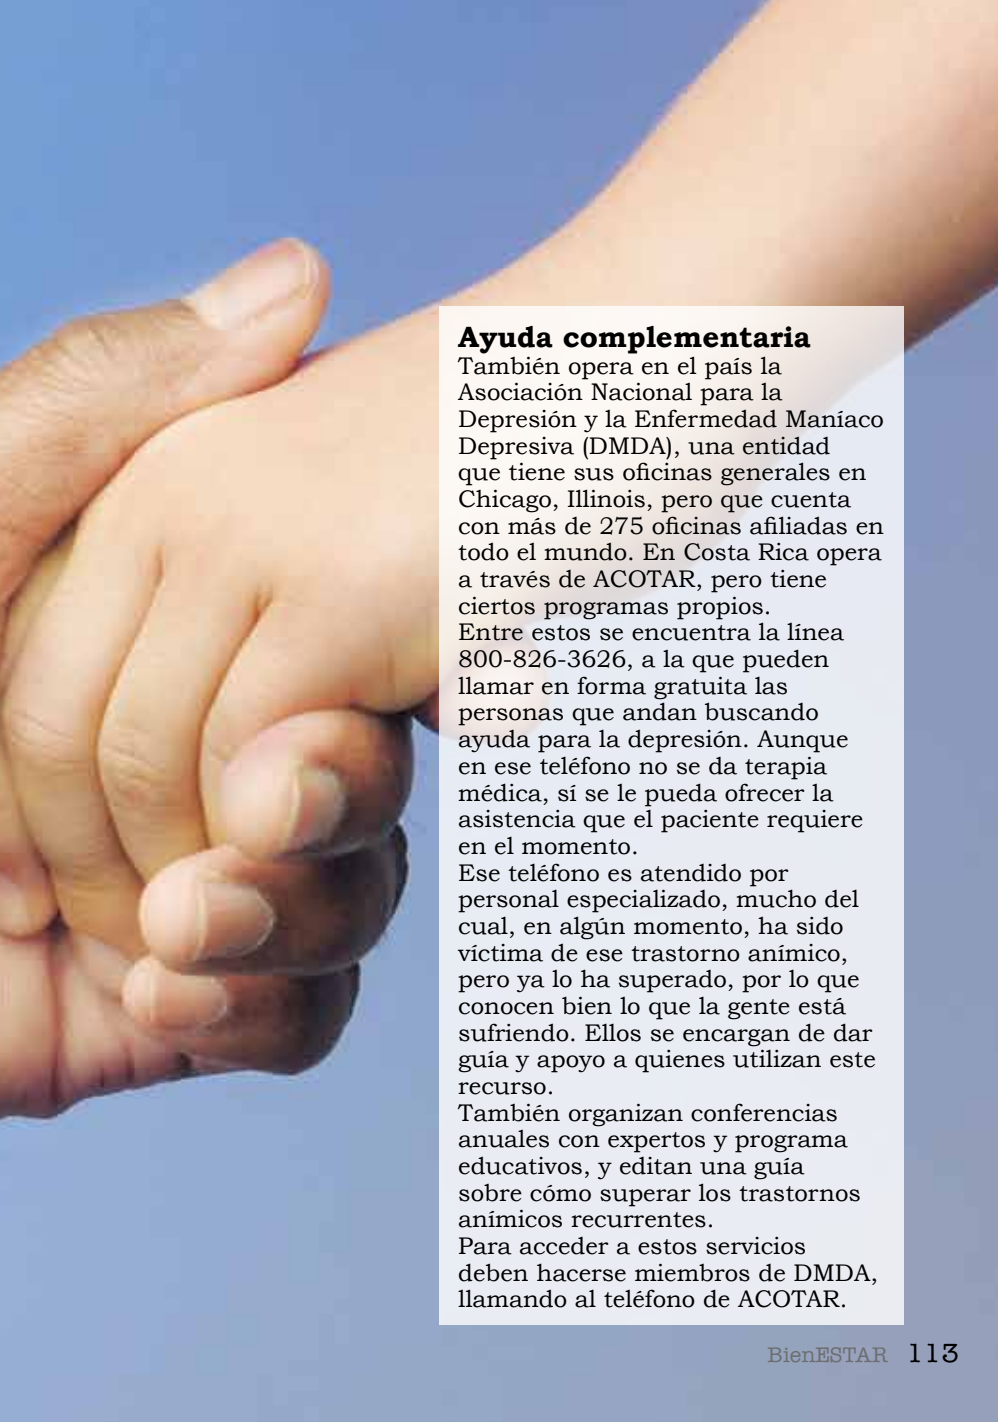 Ayuda complementaria
También opera en el país la
Asociación Nacional para la
Depresión y la Enfermedad Maníaco
Depresiva (DMDA), una entidad
que tiene sus oficinas generales en
Chicago, Illinois, pero que cuenta
con más de 275 oficinas afiliadas en
todo el mundo. En Costa Rica opera
a través de ACOTAR, pero tiene
ciertos programas propios.
Entre estos se encuentra la línea
800-826-3626, a la que pueden
llamar en forma gratuita las
personas que andan buscando
ayuda para la depresión. Aunque
en ese teléfono no se da terapia
médica, sí se le pueda ofrecer la
asistencia que el paciente requiere
en el momento.
Ese teléfono es atendido por
personal especializado, mucho del
cual, en algún momento, ha sido
víctima de ese trastorno anímico,
pero ya lo ha superado, por lo que
conocen bien lo que la gente está
sufriendo. Ellos se encargan de dar
guía y apoyo a quienes utilizan este
recurso.
También organizan conferencias
anuales con expertos y programa
educativos, y editan una guía
sobre cómo superar los trastornos
anímicos recurrentes.
Para acceder a estos servicios
deben hacerse miembros de DMDA,
llamando al teléfono de ACOTAR.
BienESTAR 113